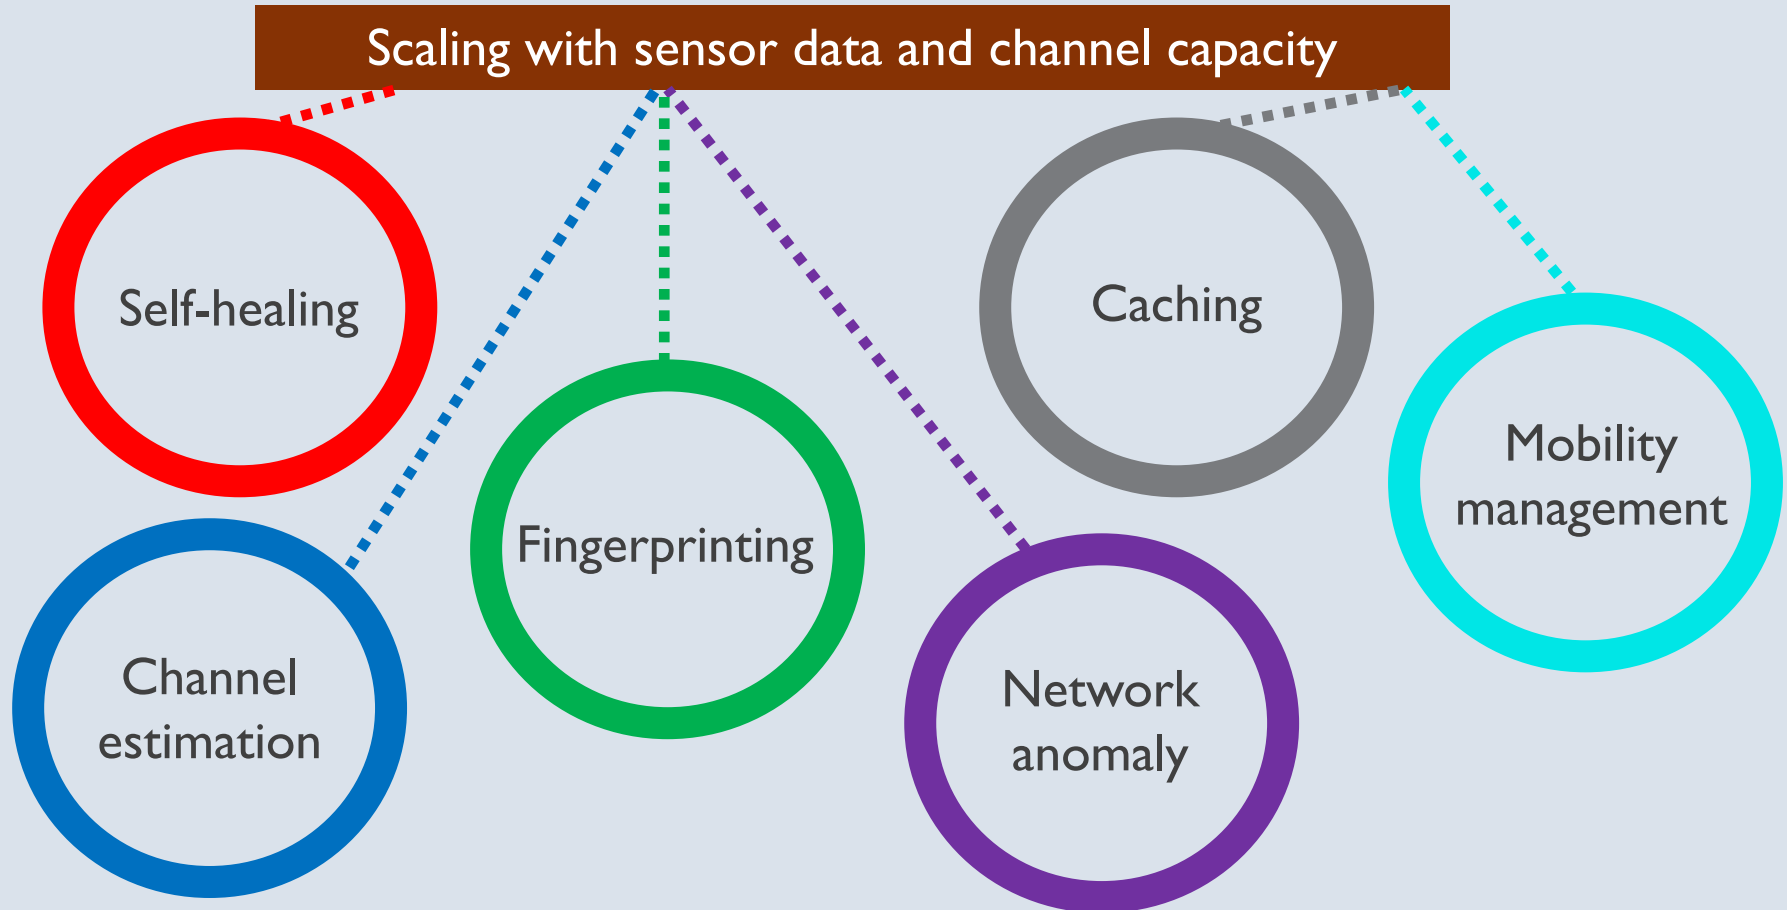 Scaling with sensor data and channel capacity
Self-healing
Caching
Mobility
management
Fingerprinting
Channel
estimation
Network
anomaly